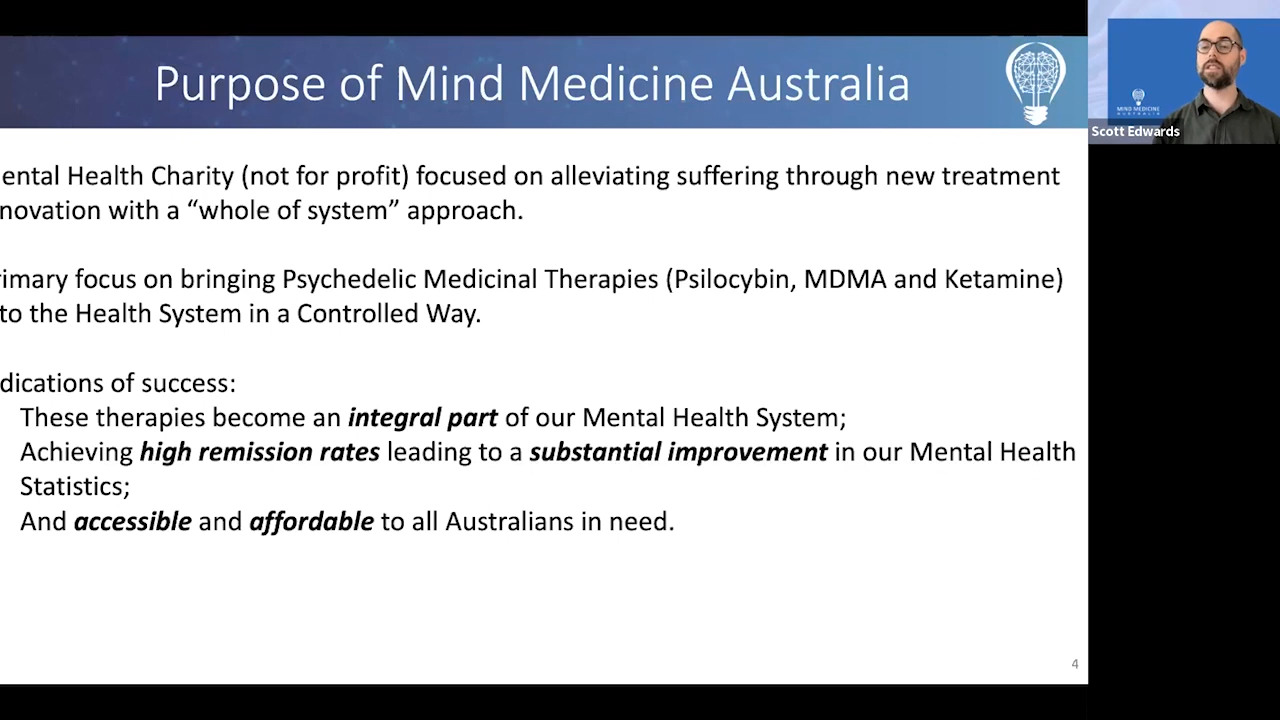 Purpose of Mind Medicine Australia
MIND MEDICINE
AUSTRALIA
Scott Edwards
ental Health Charity (not for profit) focused on alleviating suffering through new treatment
novation with a “whole of system” approach.
rimary focus on bringing Psychedelic Medicinal Therapies (Psilocybin, MDMA and Ketamine)
to the Health System in a Controlled Way.
dications of success:
These therapies become an integral part of our Mental Health System;
Achieving high remission rates leading to a substantial improvement in our Mental Health
Statistics;
And accessible and affordable to all Australians in need.
4